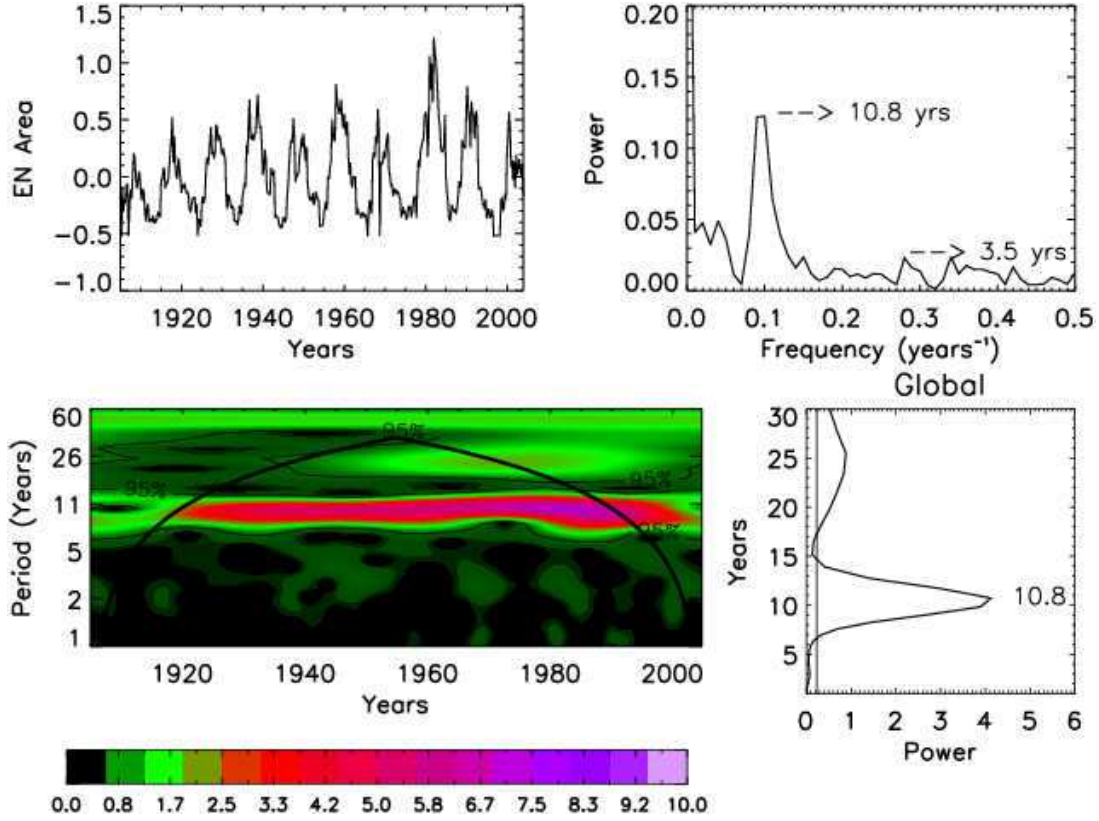 1.5
1.0
0.5
0.0
−0.5
−1.0
EN Area
1920 1940 1960 1980 2000
Years
0.20
0.15
0.10
0.05
0.00
Power
10.8 yrs
3.5 yrs
0.0 0.1 0.2 0.3 0.4 0.5
Frequency (years⁻¹)
60
26
11
5
2
1
Period (Years)
95%
95%
95%
95%
1920 1940 1960 1980 2000
Years
Global
30
25
20
15
10
5
Years
10.8
0 1 2 3 4 5 6
Power
0.0 0.8 1.7 2.5 3.3 4.2 5.0 5.8 6.7 7.5 8.3 9.2 10.0